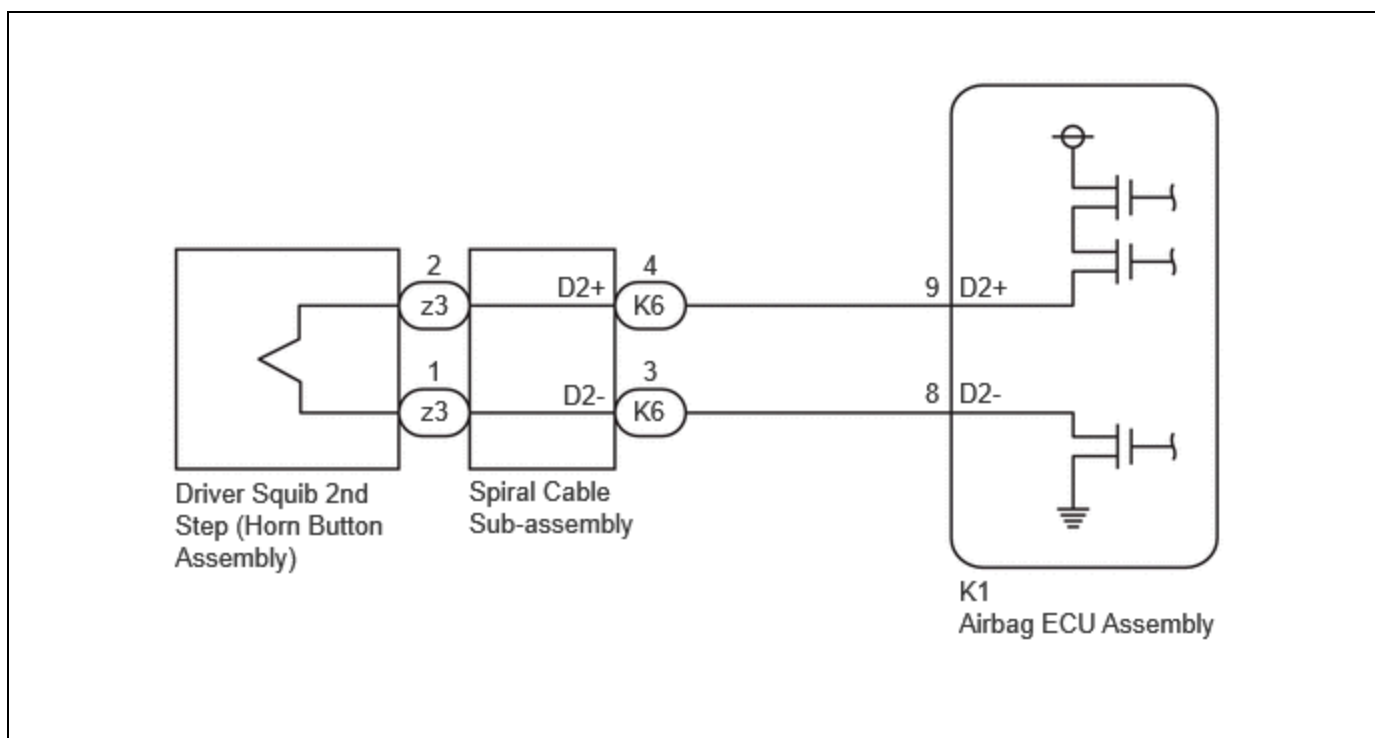 2
z3
D2+
4
K6
9 D2+
1
z3
D2-
3
K6
8 D2-
Driver Squib 2nd
Step (Horn Button
Assembly)
Spiral Cable
Sub-assembly
K1
Airbag ECU Assembly